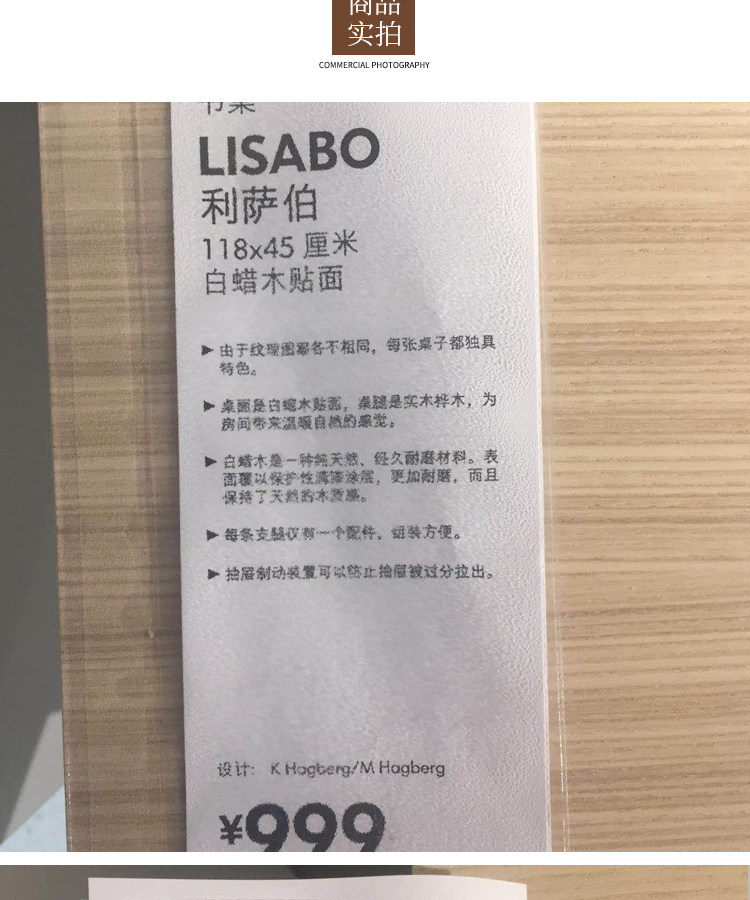 商品
实拍
COMMERCIAL PHOTOGRAPHY
书桌
LISABO
利萨伯
118x45 厘米
白蜡木贴面
▶ 由于纹理图案各不相同，每张桌子都独具
特色。
▶ 桌面是白蜡木贴面，桌腿是实木桦木，为
房间带来温暖自然的感觉。
▶ 白蜡木是一种纯天然、经久耐磨材料。表
面覆以保护性清漆涂层，更加耐磨，而且
保持了天然的木质感。
▶ 每条支腿仅有一个配件，组装方便。
▶ 抽屉制动装置可以防止抽屉被过分拉出。
设计： K Hagberg/M Hagberg
¥999